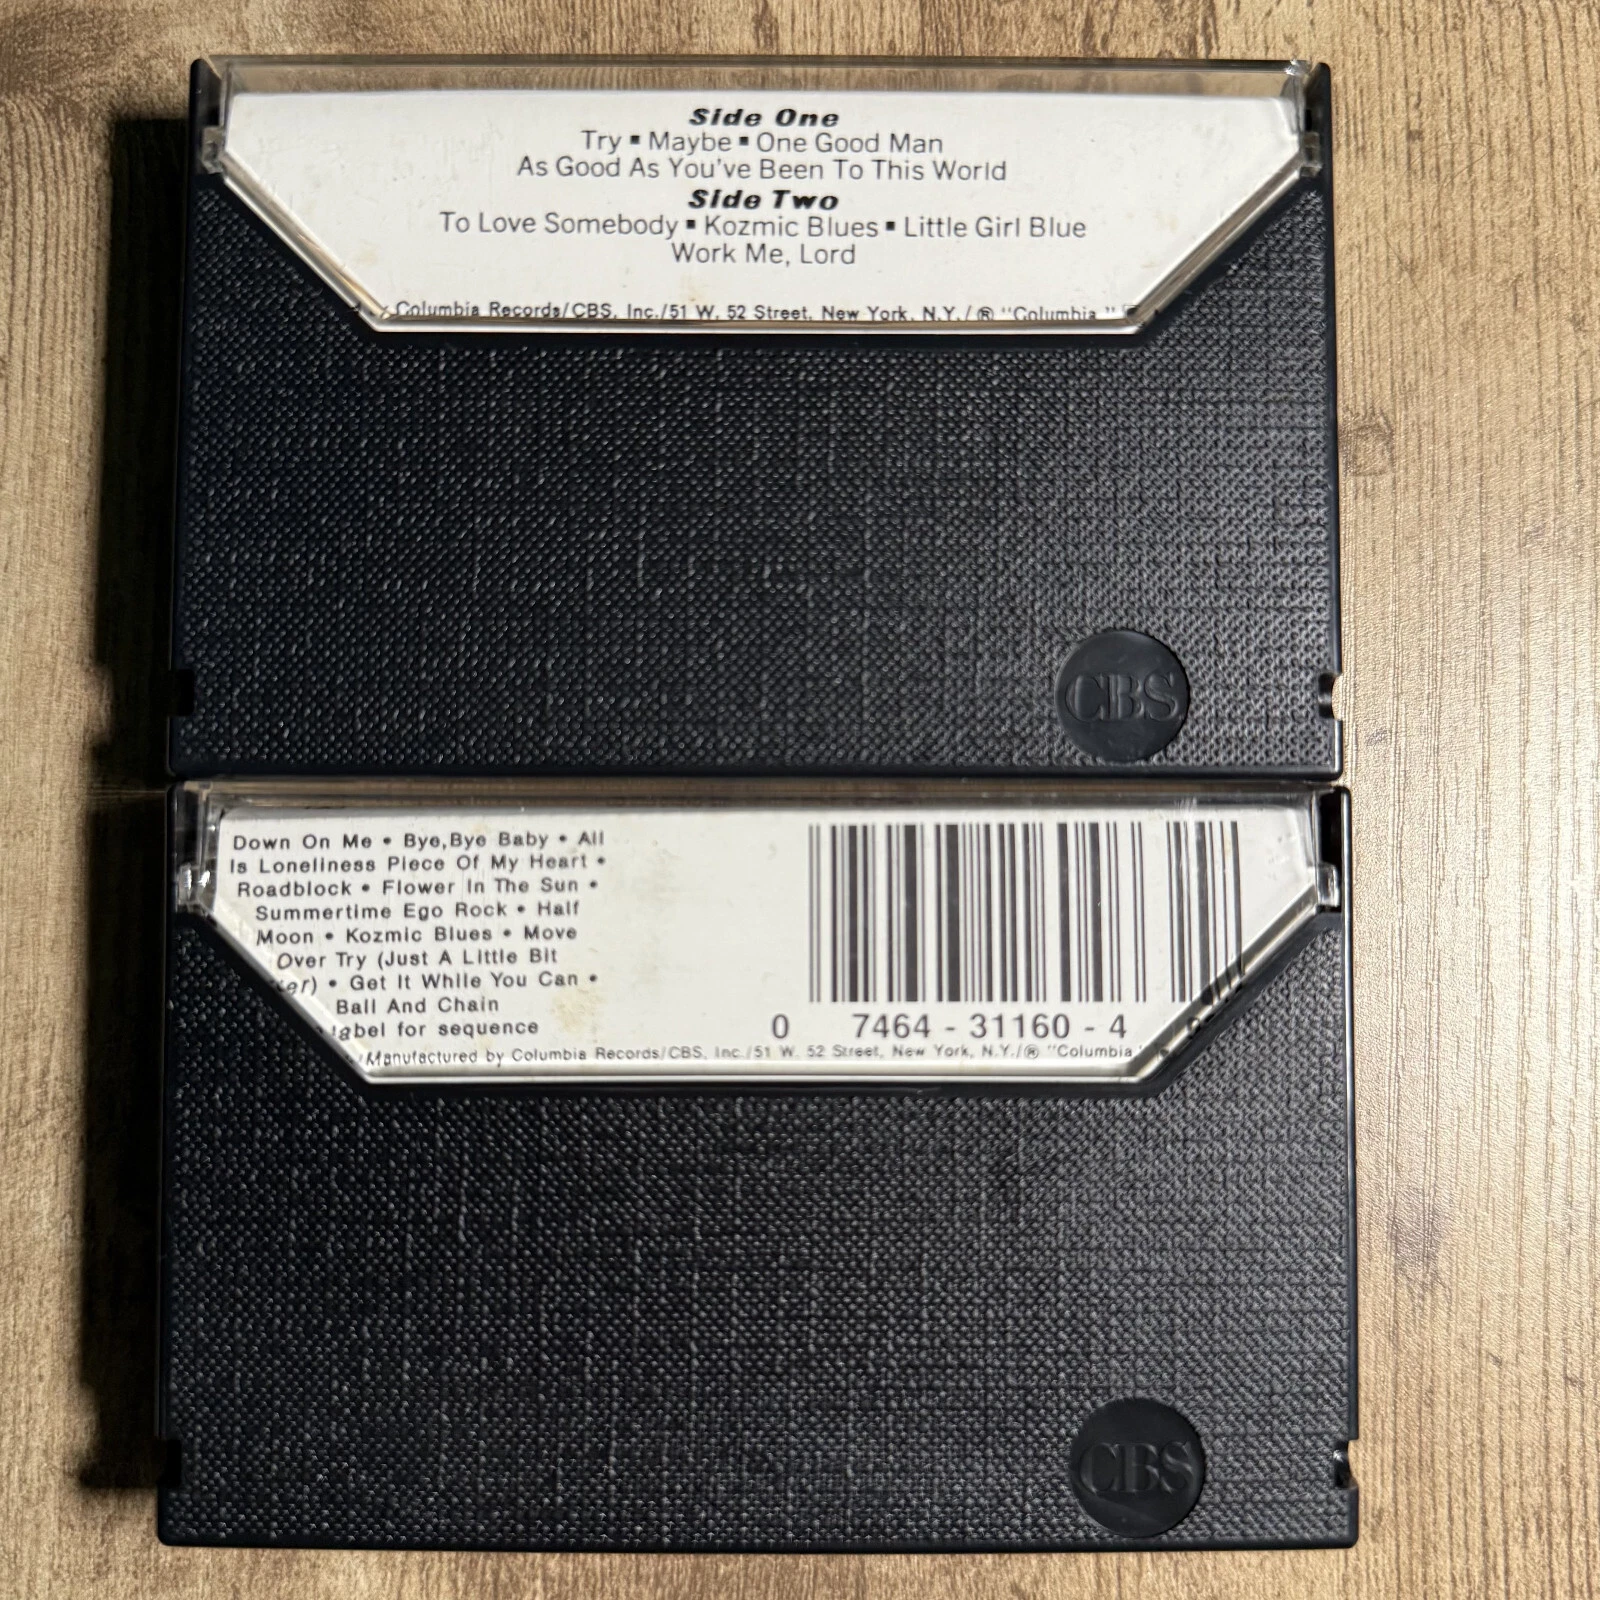 Side One
Try ▪ Maybe ▪ One Good Man
As Good As You've Been To This World
Side Two
To Love Somebody ▪ Kozmic Blues ▪ Little Girl Blue
Work Me, Lord
Columbia Records/CBS, Inc./51 W. 52 Street, New York, N.Y./® "Columbia,"
CBS
Down On Me • Bye,Bye Baby • All
Is Loneliness Piece Of My Heart •
Roadblock • Flower In The Sun •
Summertime Ego Rock • Half
Moon • Kozmic Blues • Move
Over Try (Just A Little Bit
• Get It While You Can •
Ball And Chain
for sequence
0 7464 - 31160 - 4
Manufactured by Columbia Records/CBS, Inc./51 W. 52 Street, New York, N.Y./® "Columbia,
CBS